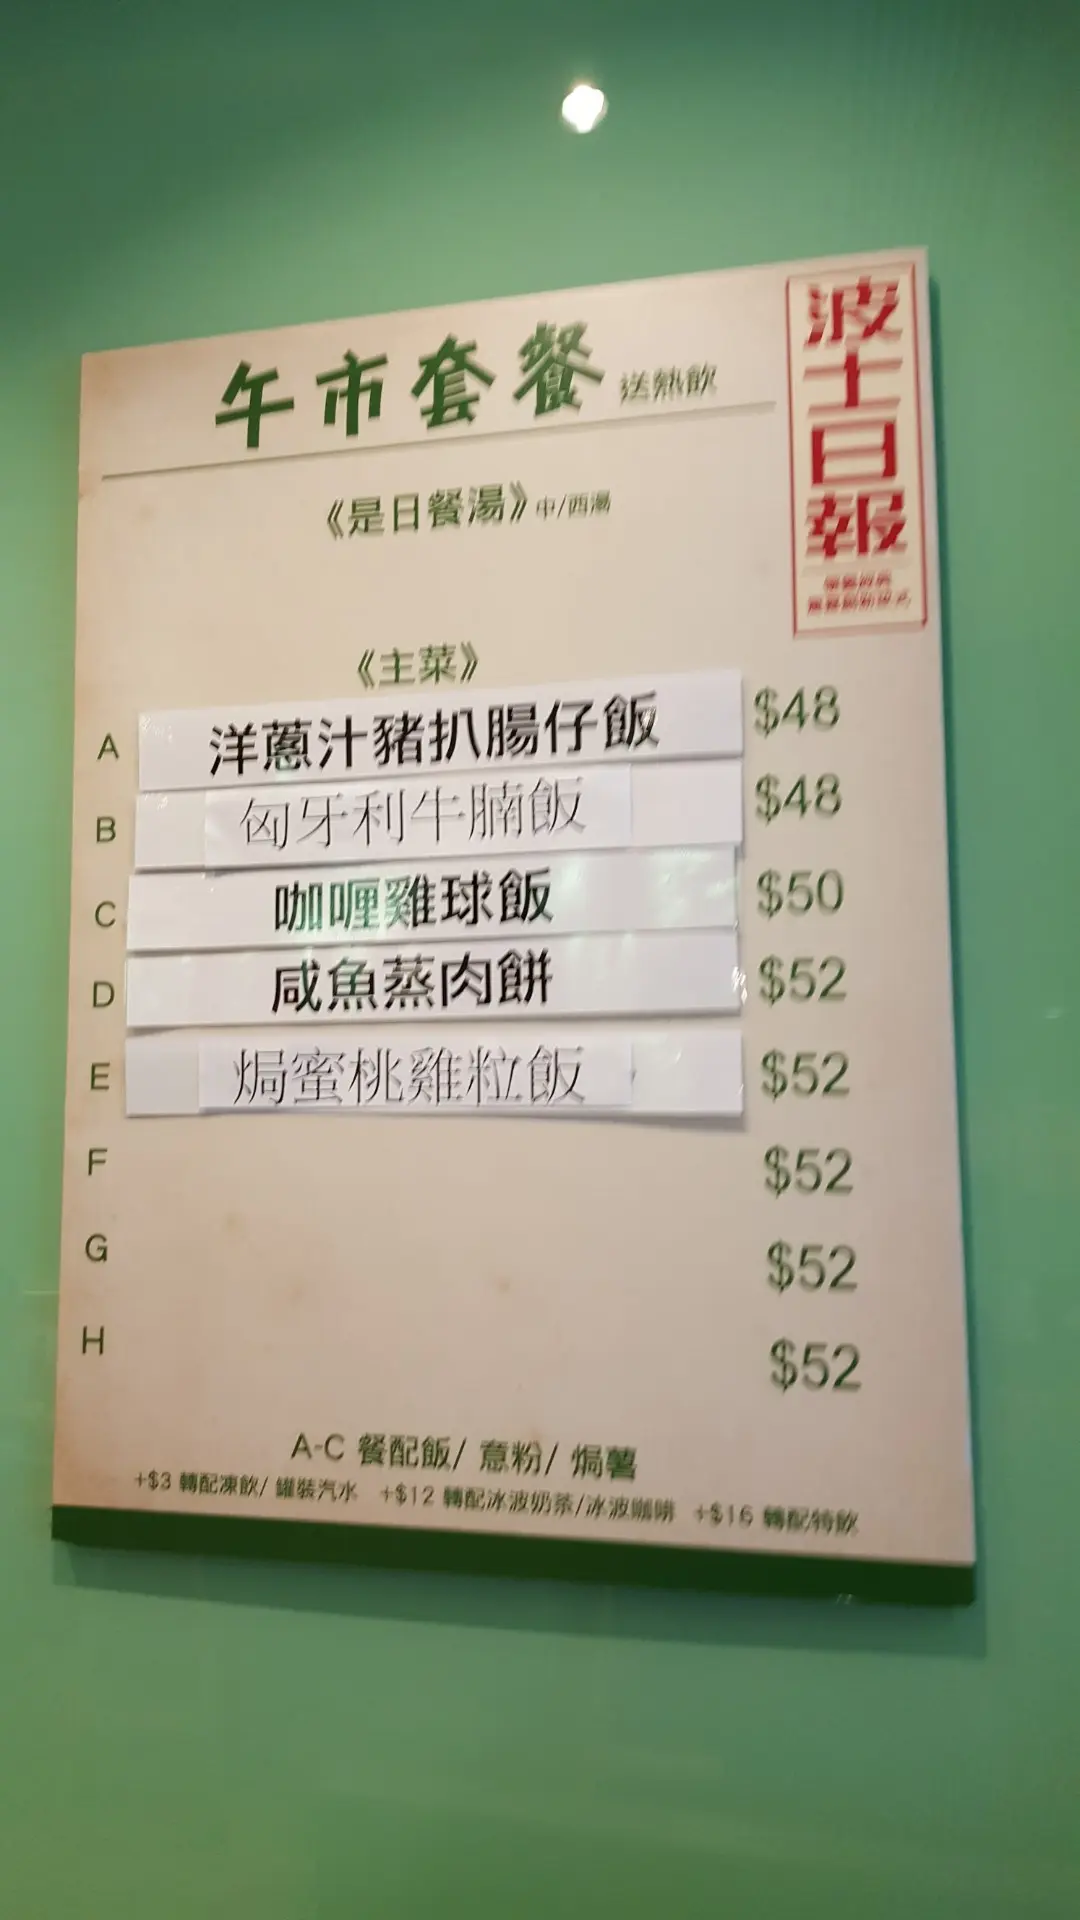 午市套餐 送熱飲
波士日報
《是日餐湯》中/西湯
《主菜》
A 洋蔥汁豬扒腸仔飯 $48
B 匈牙利牛腩飯 $48
C 咖喱雞球飯 $50
D 咸魚蒸肉餅 $52
E 焗蜜桃雞粒飯 $52
F $52
G $52
H $52
A-C 餐配飯/ 意粉/ 焗薯
+$3 轉配凍飲/ 罐裝汽水 +$12 轉配冰波奶茶/冰波咖啡 +$16 轉配特飲